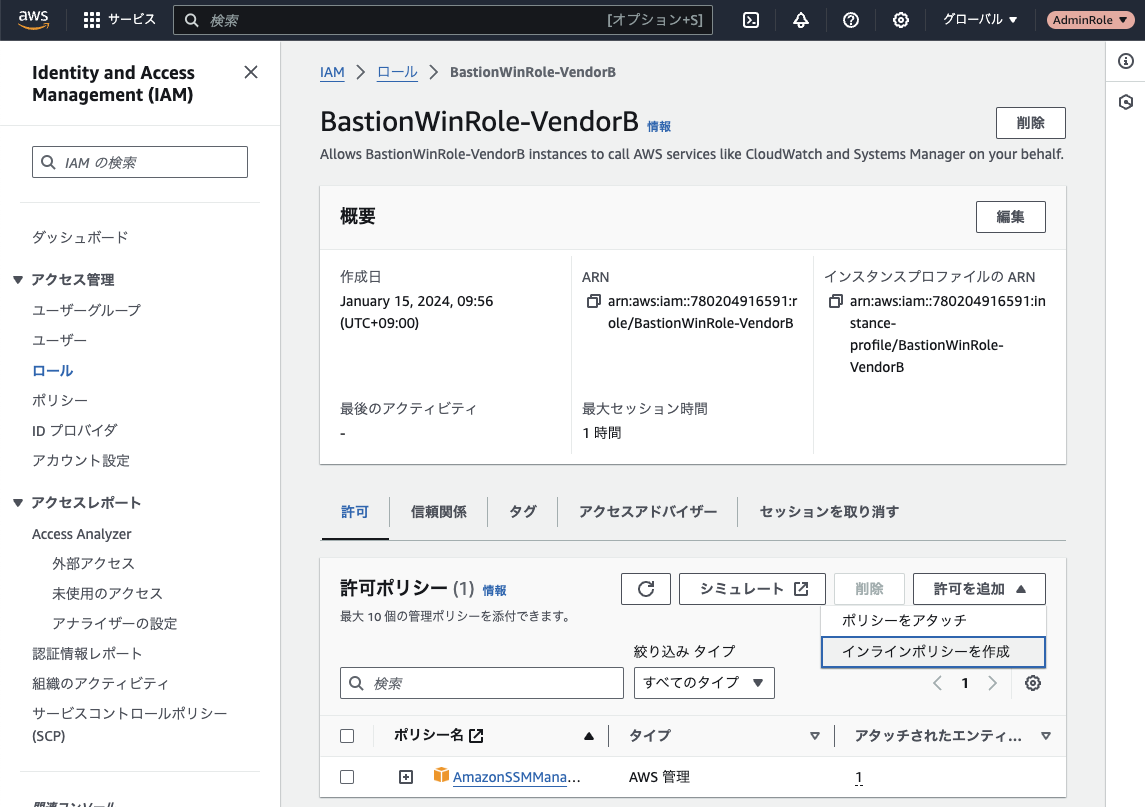 aws サービス 検索 [オプション+S] グローバル ▼ AdminRole ▼
Identity and Access
Management (IAM)
IAM の検索
ダッシュボード
▼ アクセス管理
ユーザーグループ
ユーザー
ロール
ポリシー
ID プロバイダ
アカウント設定
▼ アクセスレポート
Access Analyzer
外部アクセス
未使用のアクセス
アナライザーの設定
認証情報レポート
組織のアクティビティ
サービスコントロールポリシー
(SCP)
関連コンソール
IAM > ロール > BastionWinRole-VendorB
BastionWinRole-VendorB 情報
削除
Allows BastionWinRole-VendorB instances to call AWS services like CloudWatch and Systems Manager on your behalf.
概要
編集
作成日
January 15, 2024, 09:56
(UTC+09:00)
ARN
arn:aws:iam::780204916591:r
ole/BastionWinRole-VendorB
インスタンスプロファイルの ARN
arn:aws:iam::780204916591:in
stance-
profile/BastionWinRole-
VendorB
最後のアクティビティ
-
最大セッション時間
1 時間
許可 信頼関係 タグ アクセスアドバイザー セッションを取り消す
許可ポリシー (1) 情報
シミュレート 削除 許可を追加 ▲
最大 10 個の管理ポリシーを添付できます。
ポリシーをアタッチ
インラインポリシーを作成
絞り込み タイプ
検索 すべてのタイプ ▼
< 1 >
ポリシー名 ▲ タイプ ▽ アタッチされたエンティ... ▽
AmazonSSMMana... AWS 管理 1